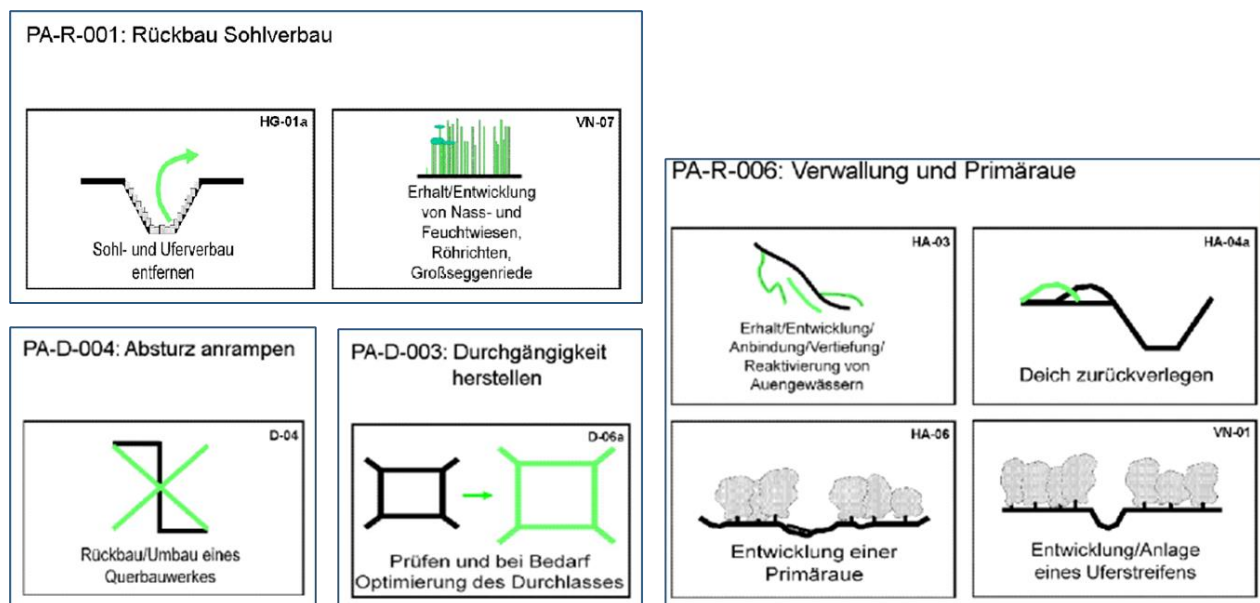 PA-R-001: Rückbau Sohlverbau
HG-01a
Sohl- und Uferverbau
entfernen
VN-07
Erhalt/Entwicklung
von Nass- und
Feuchtwiesen,
Röhrichten,
Großseggenriede
PA-D-004: Absturz anrampen
D-04
Rückbau/Umbau eines
Querbauwerkes
PA-D-003: Durchgängigkeit
herstellen
D-06a
Prüfen und bei Bedarf
Optimierung des Durchlasses
PA-R-006: Verwallung und Primäraue
HA-03
Erhalt/Entwicklung/
Anbindung/Vertiefung/
Reaktivierung von
Auengewässern
HA-04a
Deich zurückverlegen
HA-06
Entwicklung einer
Primäraue
VN-01
Entwicklung/Anlage
eines Uferstreifens